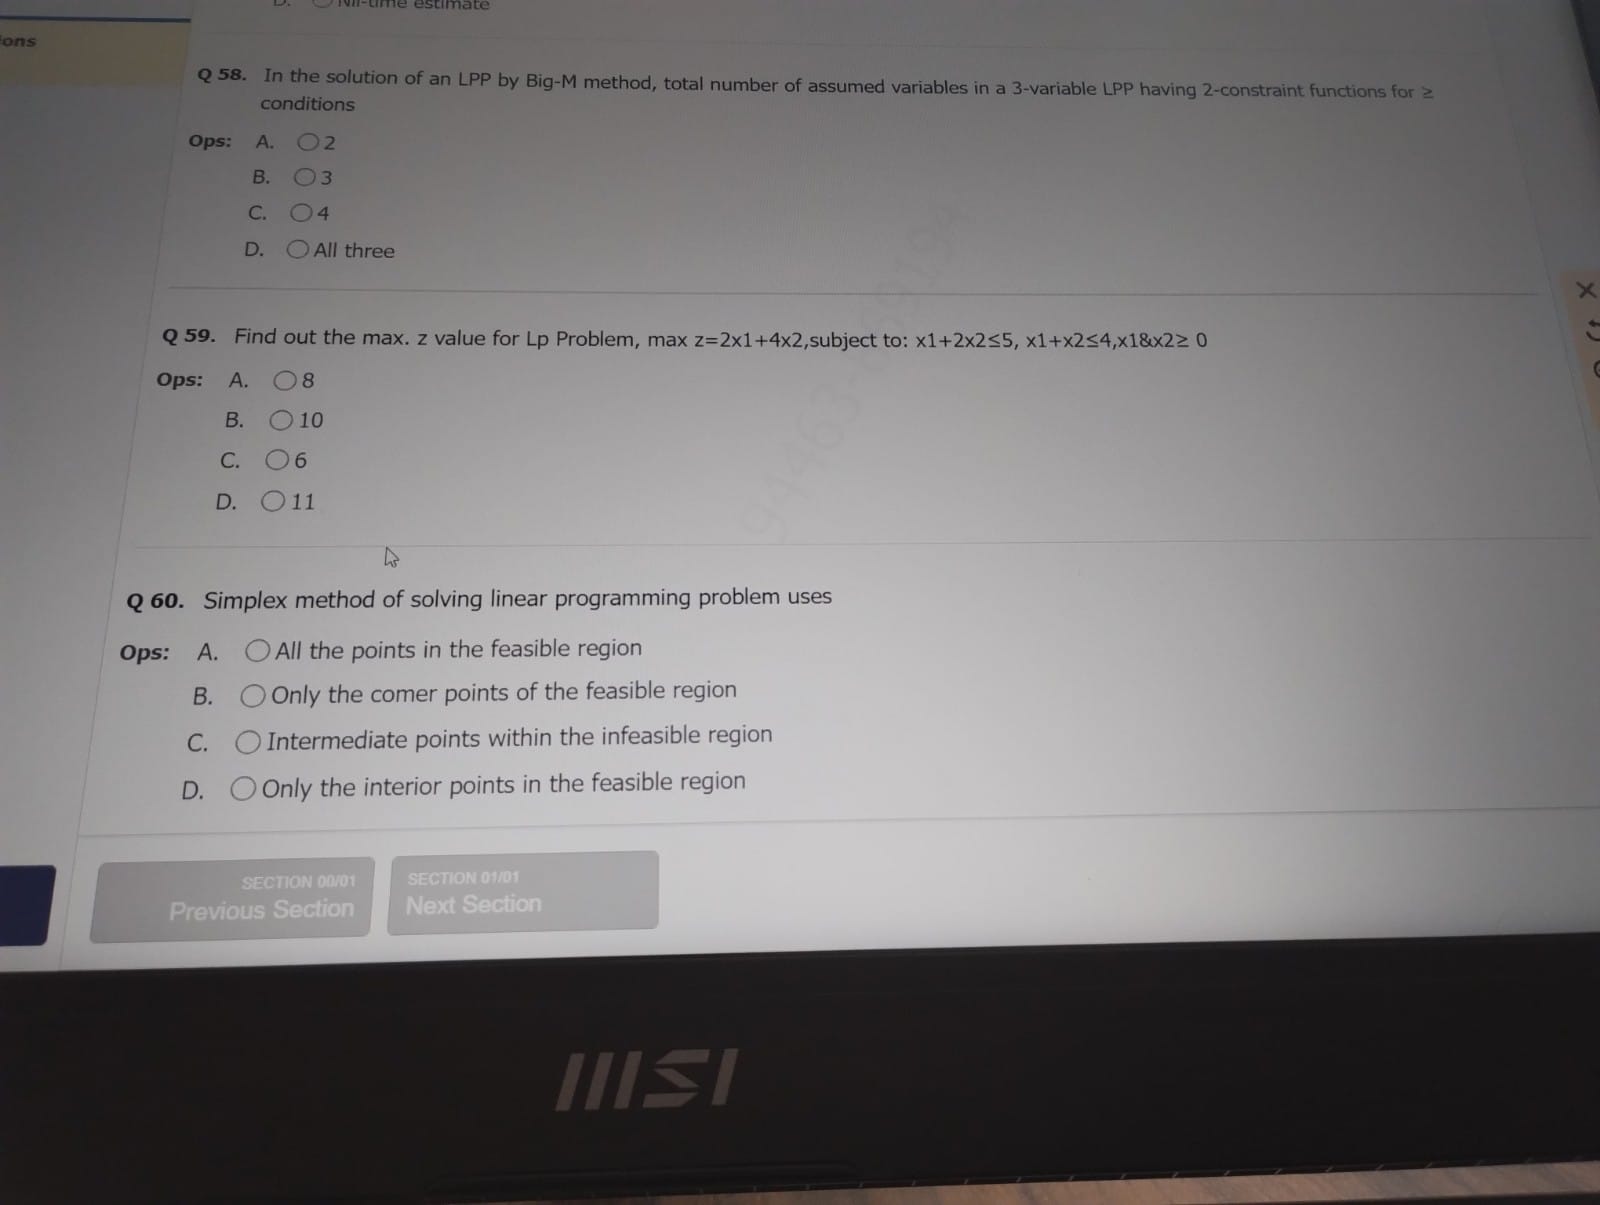 ons
D. Nil-time estimate
Q 58. In the solution of an LPP by Big-M method, total number of assumed variables in a 3-variable LPP having 2-constraint functions for ≥
conditions
Ops: A. 2
B. 3
C. 4
D. All three
Q 59. Find out the max. z value for Lp Problem, max z=2x1+4x2,subject to: x1+2x2≤5, x1+x2≤4,x1&x2≥ 0
Ops: A. 8
B. 10
C. 6
D. 11
Q 60. Simplex method of solving linear programming problem uses
Ops: A. All the points in the feasible region
B. Only the comer points of the feasible region
C. Intermediate points within the infeasible region
D. Only the interior points in the feasible region
SECTION 00/01
Previous Section
SECTION 01/01
Next Section
msi